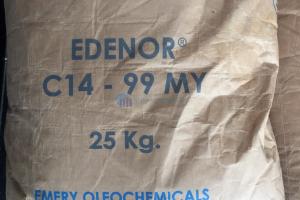 EDENOR®
C14 - 99 MY
25 Kg.
EMERY OLEOCHEMICALS